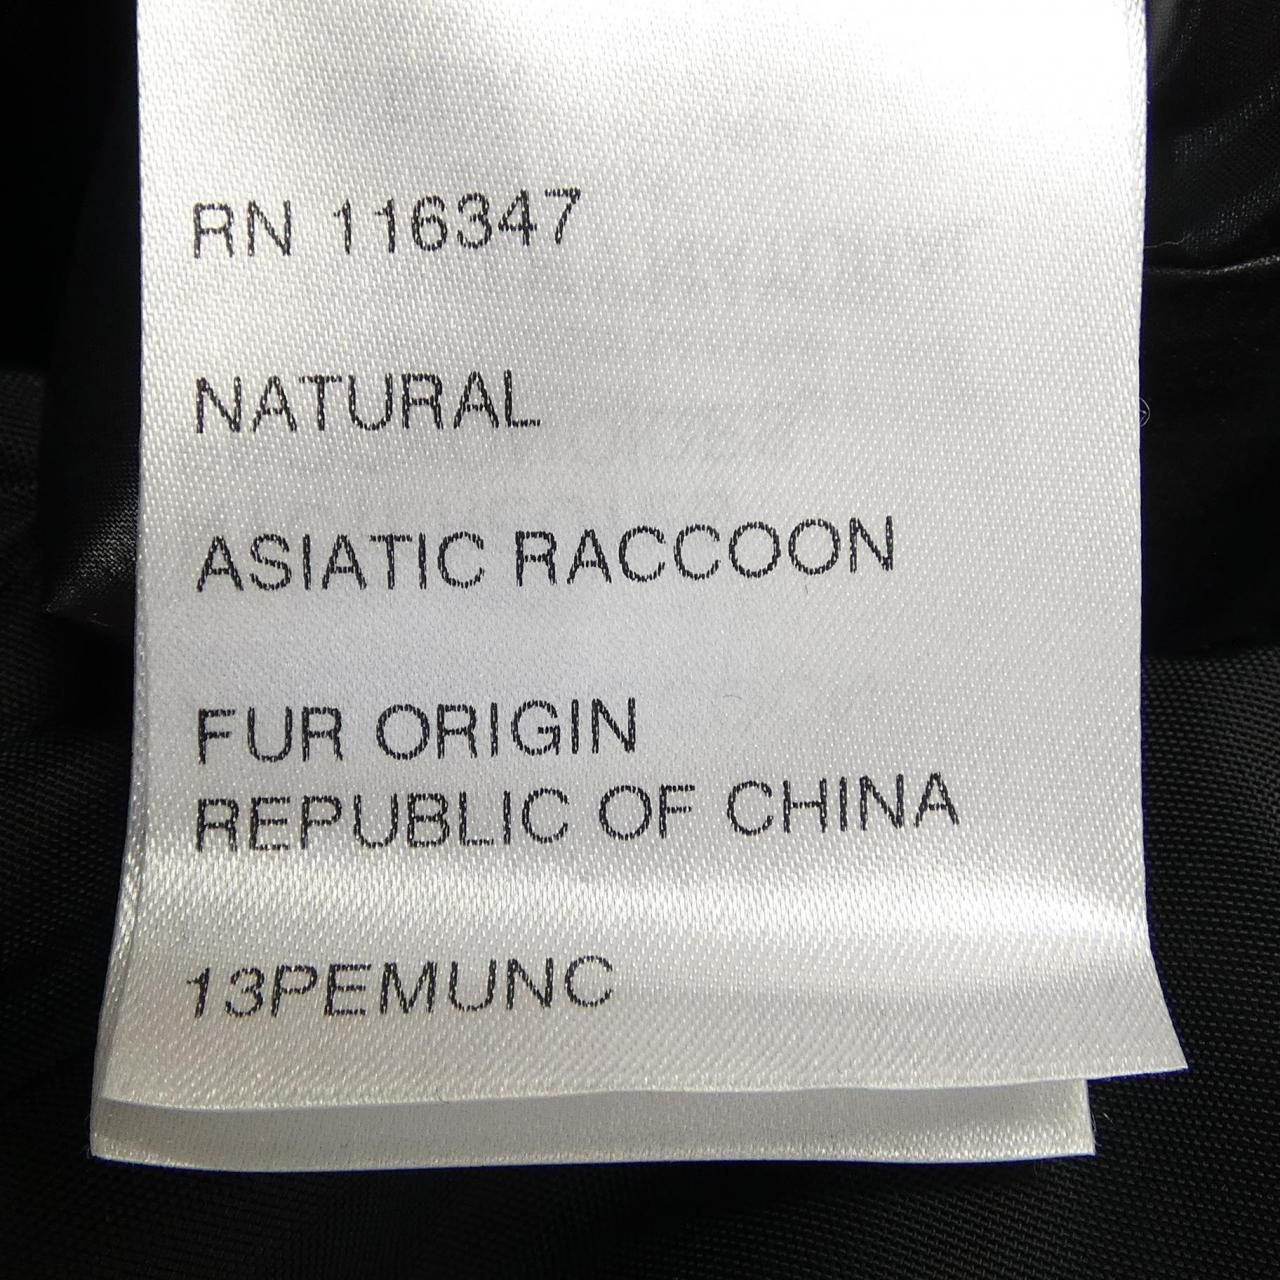 RN 116347
NATURAL
ASIATIC RACCOON
FUR ORIGIN
REPUBLIC OF CHINA
13PEMUNC